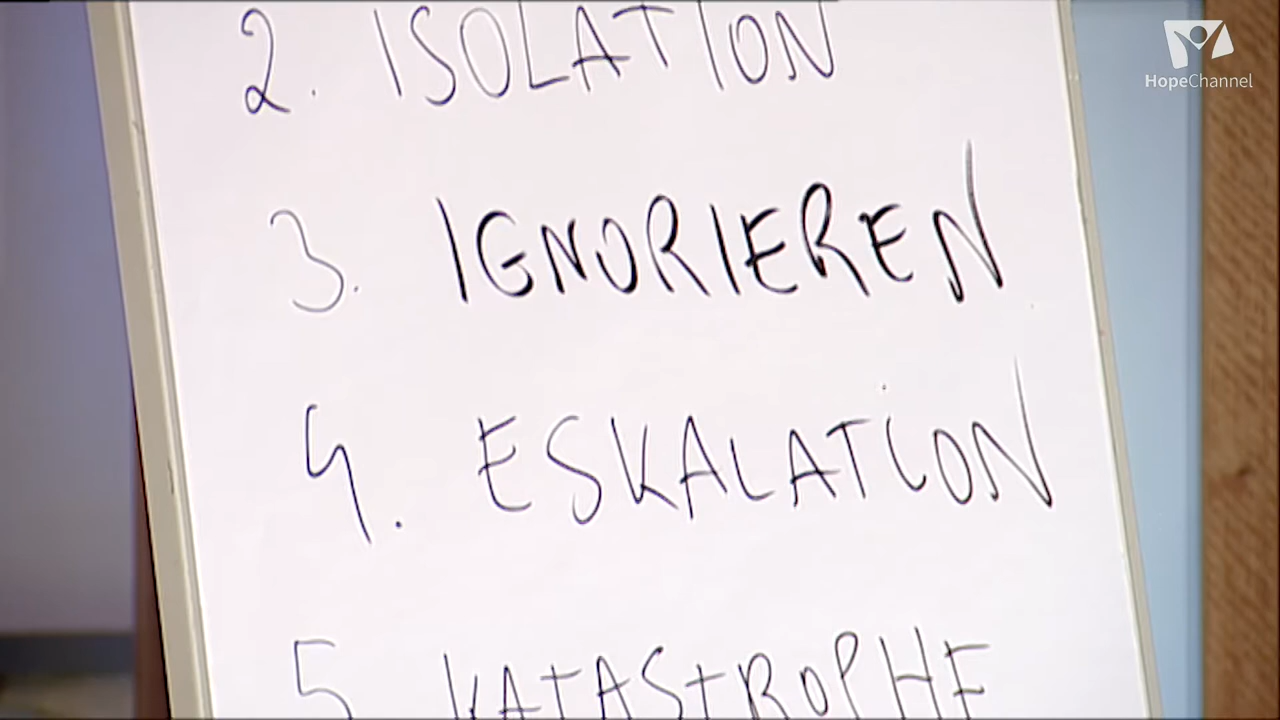 HopeChannel
2. ISOLATION
3. IGNORIEREN
4. ESKALATION
5 KATASTROPHE